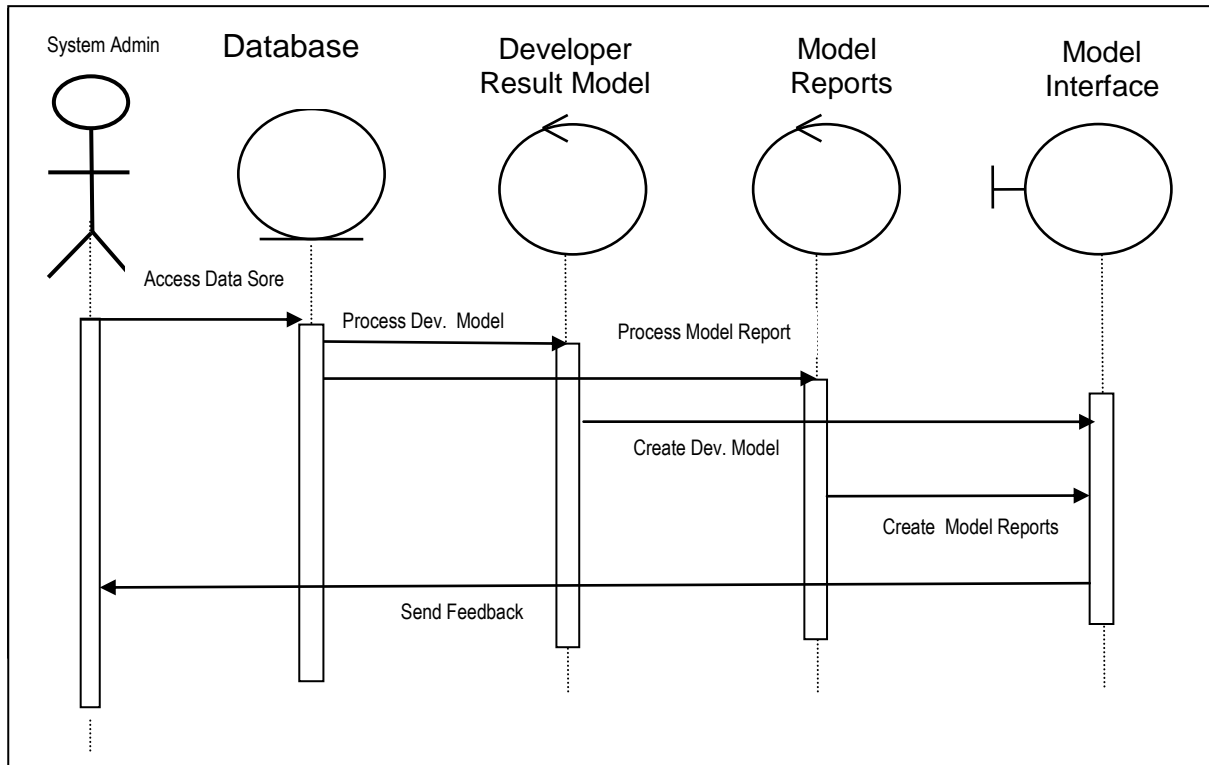 System Admin
Database
Developer
Result Model
Model
Reports
Model
Interface
Access Data Sore
Process Dev. Model
Process Model Report
Create Dev. Model
Create Model Reports
Send Feedback